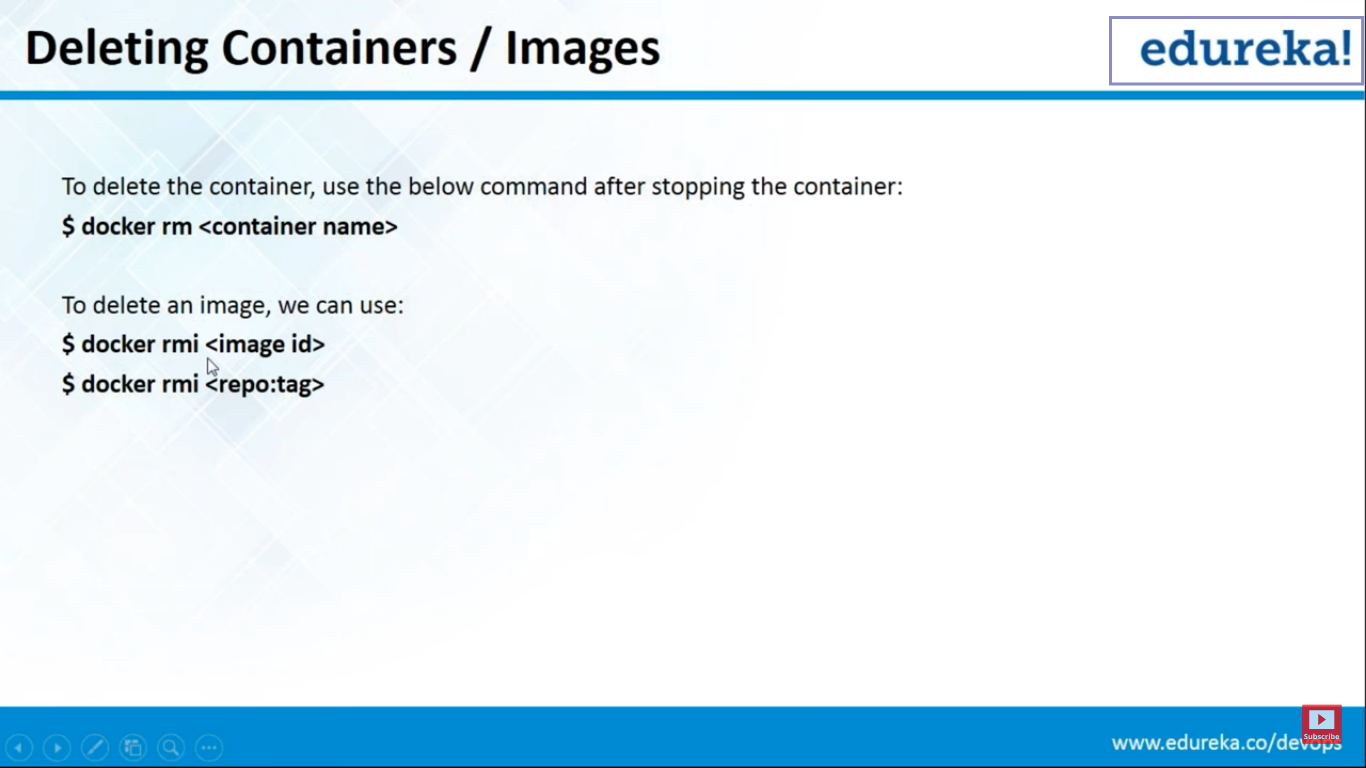 Deleting Containers / Images
edureka!
To delete the container, use the below command after stopping the container:
$ docker rm <container name>
To delete an image, we can use:
$ docker rmi <image id>
$ docker rmi <repo:tag>
Subscribe
www.edureka.co/devops